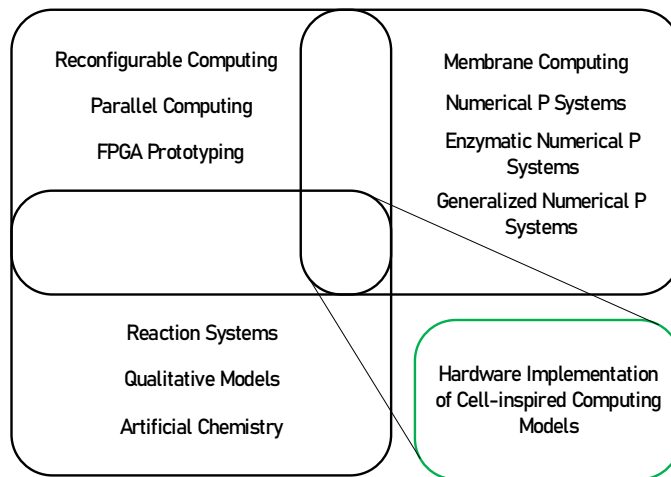 Reconfigurable Computing
Parallel Computing
FPGA Prototyping
Membrane Computing
Numerical P Systems
Enzymatic Numerical P
Systems
Generalized Numerical P
Systems
Reaction Systems
Qualitative Models
Artificial Chemistry
Hardware Implementation
of Cell-inspired Computing
Models